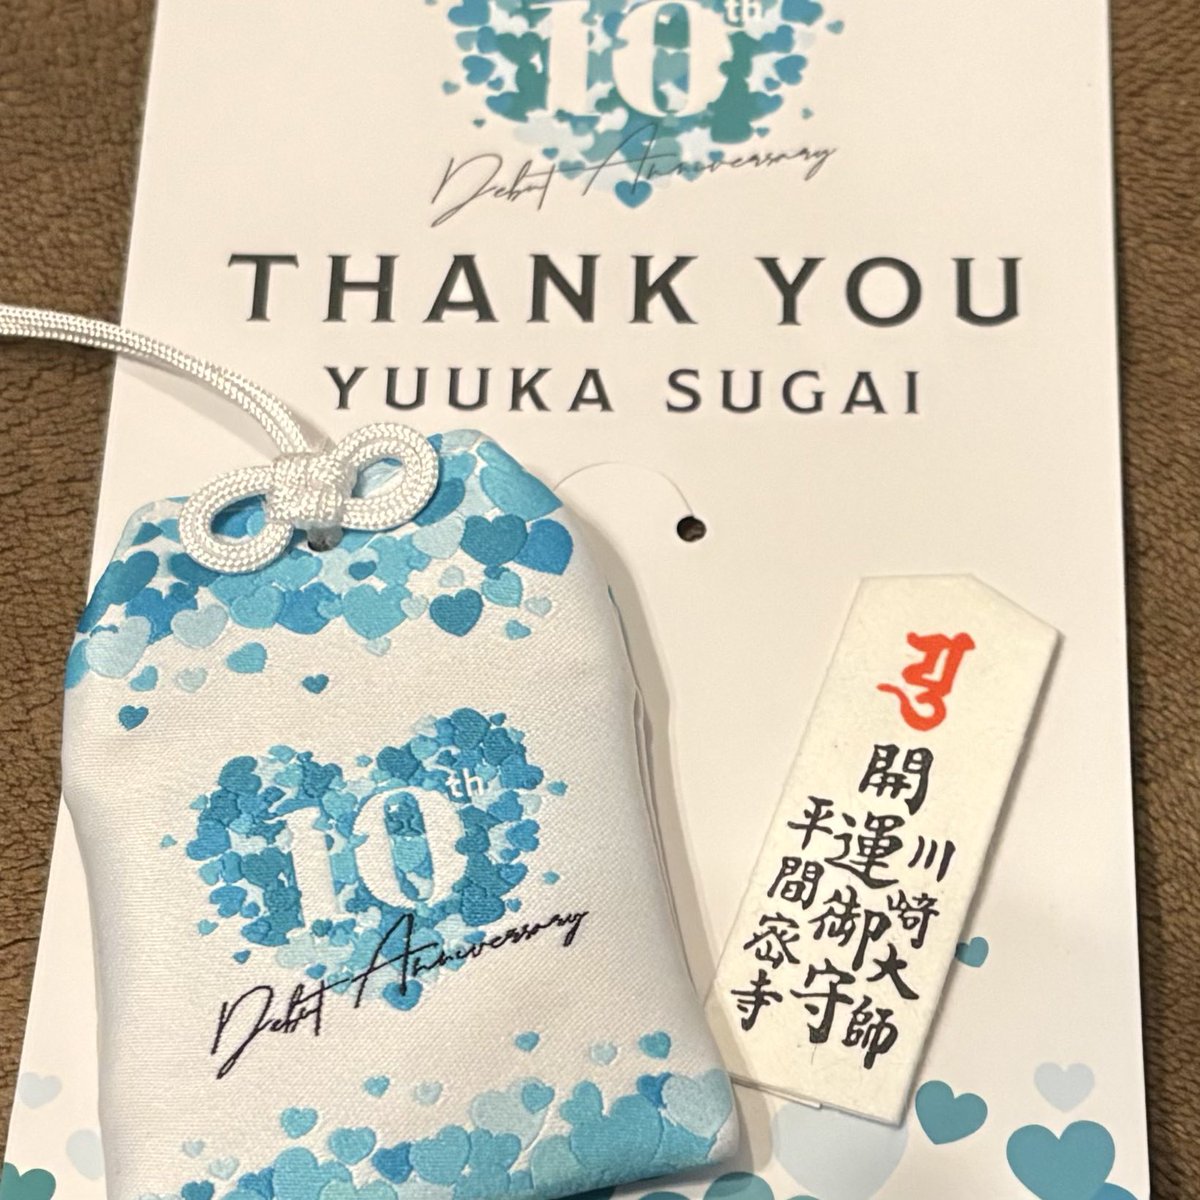 10th
Debut Anniversary
THANK YOU
YUUKA SUGAI
10th
Debut Anniversary
川崎大師
開運御守
平間寺